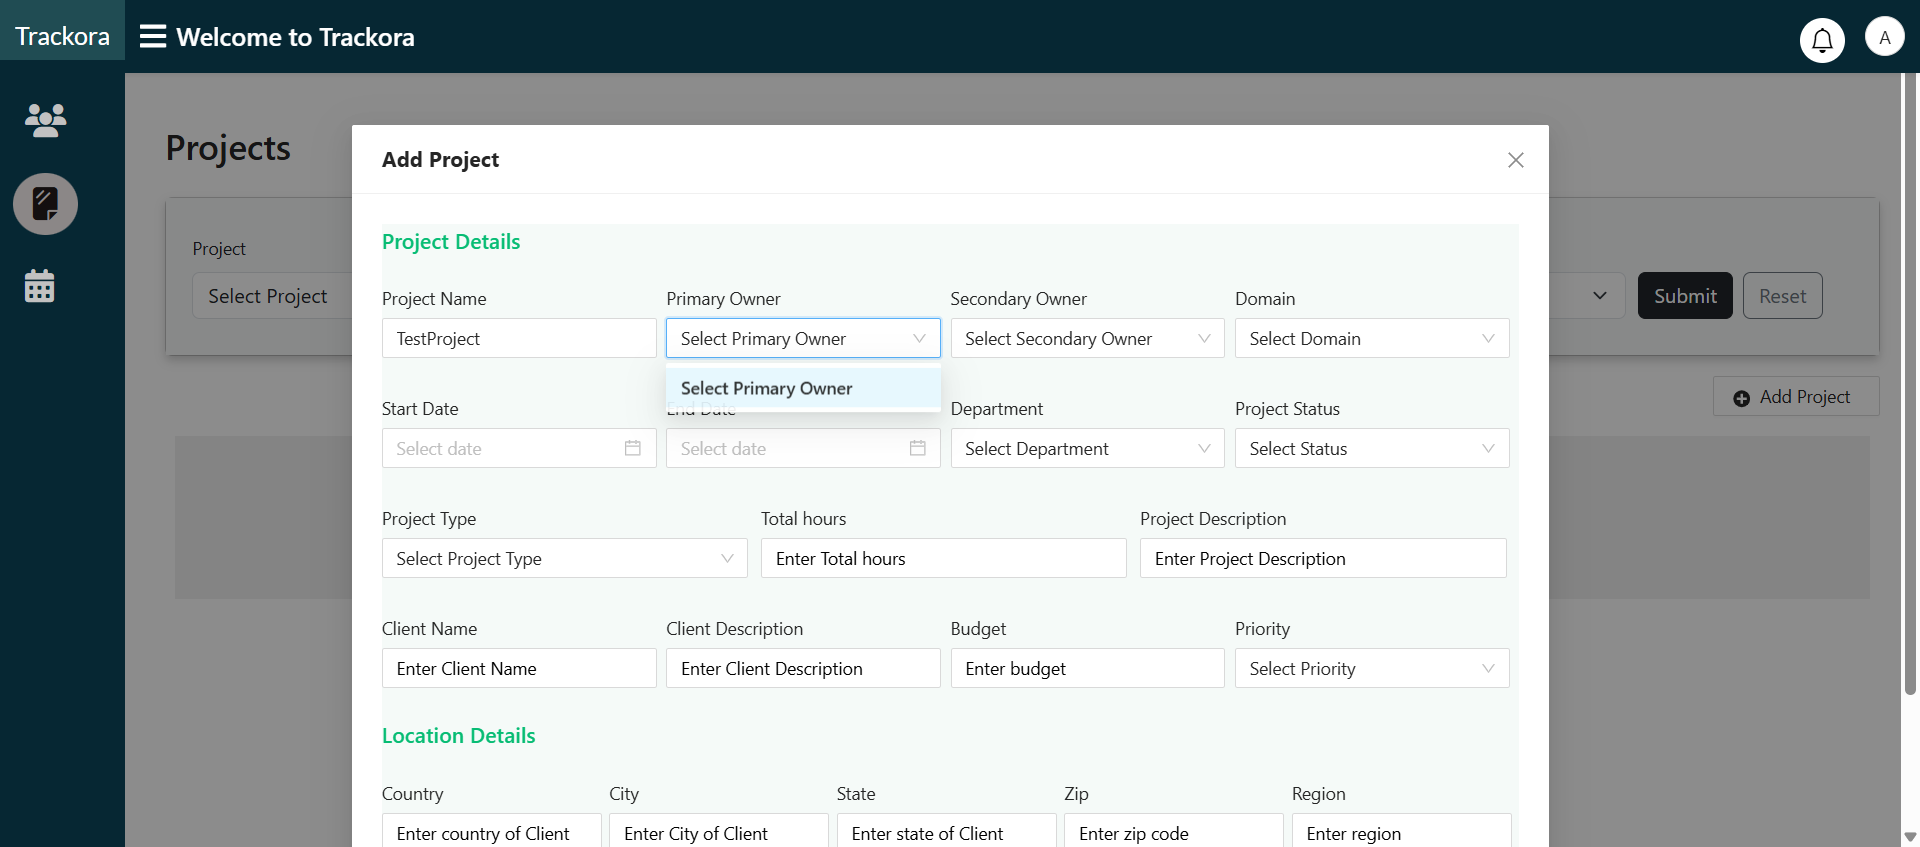 Trackora
Welcome to Trackora
A
Projects
Project
Select Project
Submit
Reset
Add Project
Add Project
Project Details
Project Name
Primary Owner
Secondary Owner
Domain
TestProject
Select Primary Owner
Select Secondary Owner
Select Domain
Select Primary Owner
Start Date
End Date
Department
Project Status
Select date
Select date
Select Department
Select Status
Project Type
Total hours
Project Description
Select Project Type
Enter Total hours
Enter Project Description
Client Name
Client Description
Budget
Priority
Enter Client Name
Enter Client Description
Enter budget
Select Priority
Location Details
Country
City
State
Zip
Region
Enter country of Client
Enter City of Client
Enter state of Client
Enter zip code
Enter region